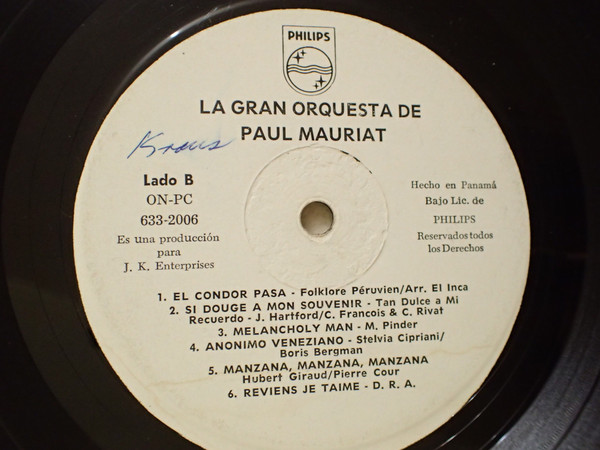 PHILIPS
LA GRAN ORQUESTA DE
PAUL MAURIAT
Kraus
Lado B
ON-PC
633-2006
Es una producción
para
J. K. Enterprises
Hecho en Panamá
Bajo Lic. de
PHILIPS
Reservados todos
los Derechos
1. EL CONDOR PASA - Folklore Péruvien/Arr. El Inca
2. SI DOUGE A MON SOUVENIR - Tan Dulce a Mi
Recuerdo - J. Hartford/C. Francois & C. Rivat
3. MELANCHOLY MAN - M. Pinder
4. ANONIMO VENEZIANO - Stelvia Cipriani/
Boris Bergman
5. MANZANA, MANZANA, MANZANA
Hubert Giraud/Pierre Cour
6. REVIENS JE TAIME - D. R. A.